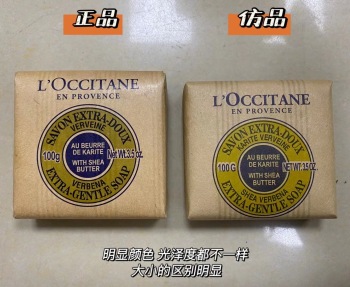 正品
仿品
L'OCCITANE
EN PROVENCE
SAVON EXTRA-DOUX
VERVEINE
AU BEURRE
DE KARITE
100g
Net Wt.3.5 oz.
WITH SHEA
BUTTER
VERBENA
EXTRA-GENTLE SOAP
L'OCCITANE
EN PROVENCE
SAVON EXTRA-DOUX
KARITE VERVEINE
AU BEURRE
DE KARITE
100 G
Net Wt. 3.5 oz.
WITH SHEA
BUTTER
SHEA VERBENA
EXTRA-GENTLE SOAP
明显颜色 光泽度都不一样
大小的区别明显